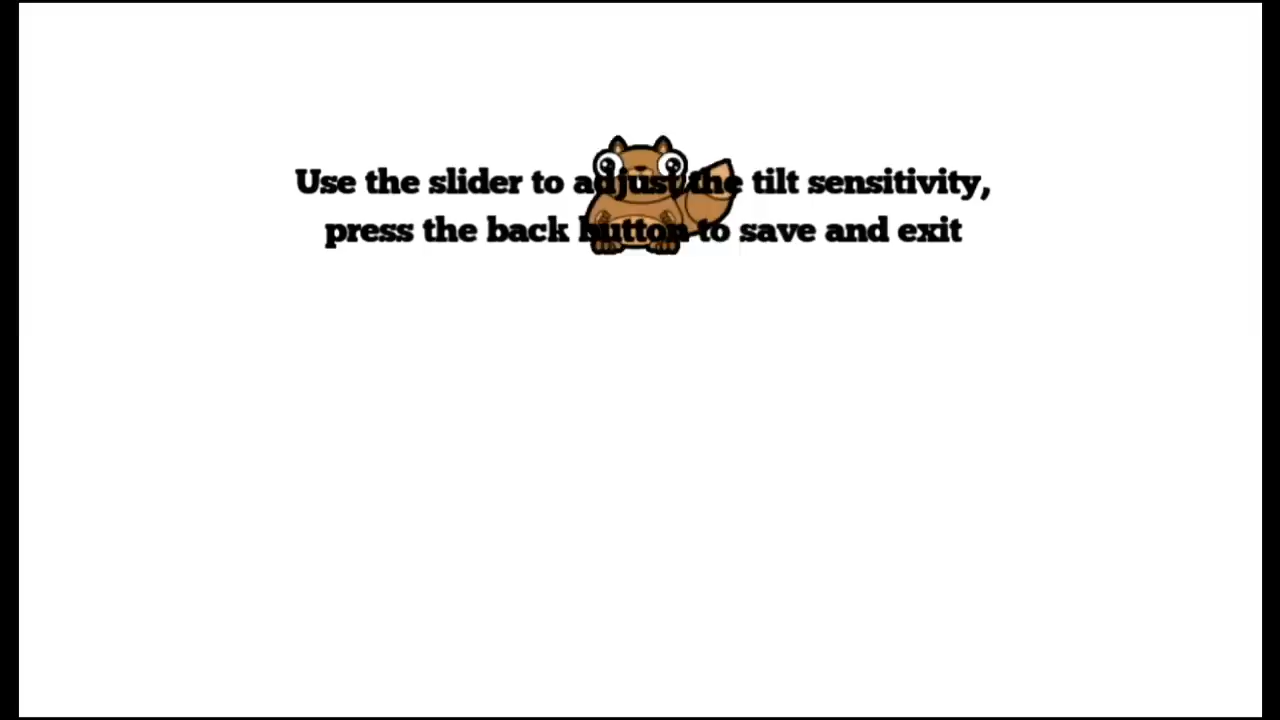 Use the slider to adjust the tilt sensitivity,
press the back button to save and exit